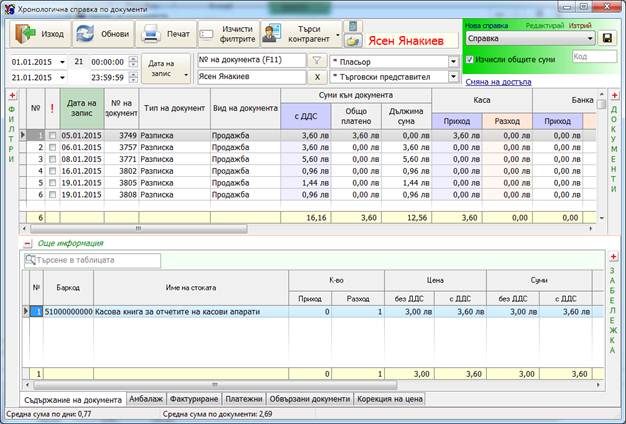 Хронологична справка по документи
Изход
Обнови
Печат
Изчисти филтрите
Търси контрагент
Ясен Янакиев
Нова справка Редактирай Изтрий
Справка
Изчисли общите суми
Код
Смяна на достъпа
01.01.2015 21 00:00:00
21.01.2015 23:59:59
Дата на запис
№ на документа (F11)
Ясен Янакиев X
* Пласьор
* Търговски представител
ФИЛТРИ
ДОКУМЕНТИ
№ ! Дата на запис № на документ Тип на документ Вид на документа Суми към документа Каса Банка
с ДДС Общо платено Дължима сума Приход Разход Приход
1 05.01.2015 3749 Разписка Продажба 3,60 лв 3,60 лв 0,00 лв 3,60 лв 0,00 лв 0,00
2 06.01.2015 3757 Разписка Продажба 3,60 лв 0,00 лв 3,60 лв 0,00 лв 0,00 лв 0,00
3 08.01.2015 3771 Разписка Продажба 5,60 лв 0,00 лв 5,60 лв 0,00 лв 0,00 лв 0,00
4 16.01.2015 3802 Разписка Продажба 0,96 лв 0,00 лв 0,96 лв 0,00 лв 0,00 лв 0,00
5 19.01.2015 3805 Разписка Продажба 1,44 лв 0,00 лв 1,44 лв 0,00 лв 0,00 лв 0,00
6 19.01.2015 3808 Разписка Продажба 0,96 лв 0,00 лв 0,96 лв 0,00 лв 0,00 лв 0,00
6 16,16 3,60 12,56 3,60 0,00 0,00
Още информация
Търсене в таблицата
ЗАБЕЛЕЖКА
№ Баркод Име на стоката К-во Цена Суми
Приход Разход без ДДС с ДДС без ДДС с ДДС
1 51000000000 Касова книга за отчетите на касови апарати 0 1 3,00 лв 3,60 лв 3,00 лв 3,60 лв
1 0 1 3,00 3,60 3,00 3,60
Съдържание на документа Амбалаж Фактуриране Платежни Обвързани документи Корекция на цена
Средна сума по дни: 0,77 Средна сума по документи: 2,69